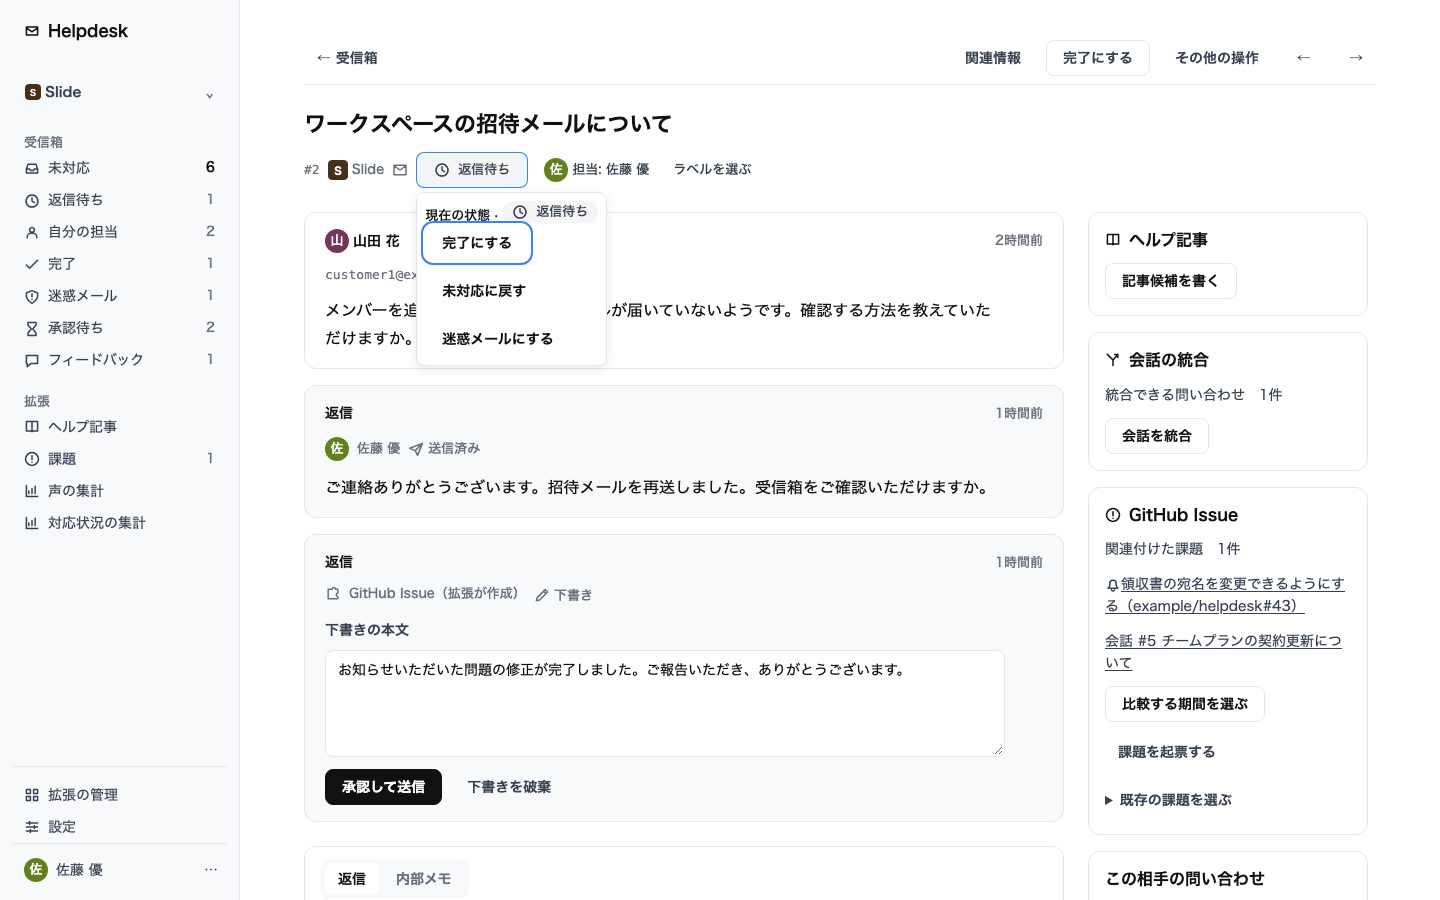 Helpdesk
S Slide
受信箱
未対応 6
返信待ち 1
自分の担当 2
完了 1
迷惑メール 1
承認待ち 2
フィードバック 1
拡張
ヘルプ記事
課題 1
声の集計
対応状況の集計
拡張の管理
設定
佐 佐藤 優 …
← 受信箱
関連情報
完了にする
その他の操作
← →
ワークスペースの招待メールについて
#2 S Slide 返信待ち 佐 担当: 佐藤 優 ラベルを選ぶ
現在の状態 · 返信待ち
完了にする
未対応に戻す
迷惑メールにする
山 山田 花 2時間前
customer1@ex
メンバーを追
ルが届いていないようです。確認する方法を教えていた
だけますか。
返信 1時間前
佐 佐藤 優 送信済み
ご連絡ありがとうございます。招待メールを再送しました。受信箱をご確認いただけますか。
返信 1時間前
GitHub Issue（拡張が作成） 下書き
下書きの本文
お知らせいただいた問題の修正が完了しました。ご報告いただき、ありがとうございます。
承認して送信 下書きを破棄
返信 内部メモ
ヘルプ記事
記事候補を書く
会話の統合
統合できる問い合わせ 1件
会話を統合
GitHub Issue
関連付けた課題 1件
領収書の宛名を変更できるようにす
る（example/helpdesk#43）
会話 #5 チームプランの契約更新につ
いて
比較する期間を選ぶ
課題を起票する
既存の課題を選ぶ
この相手の問い合わせ